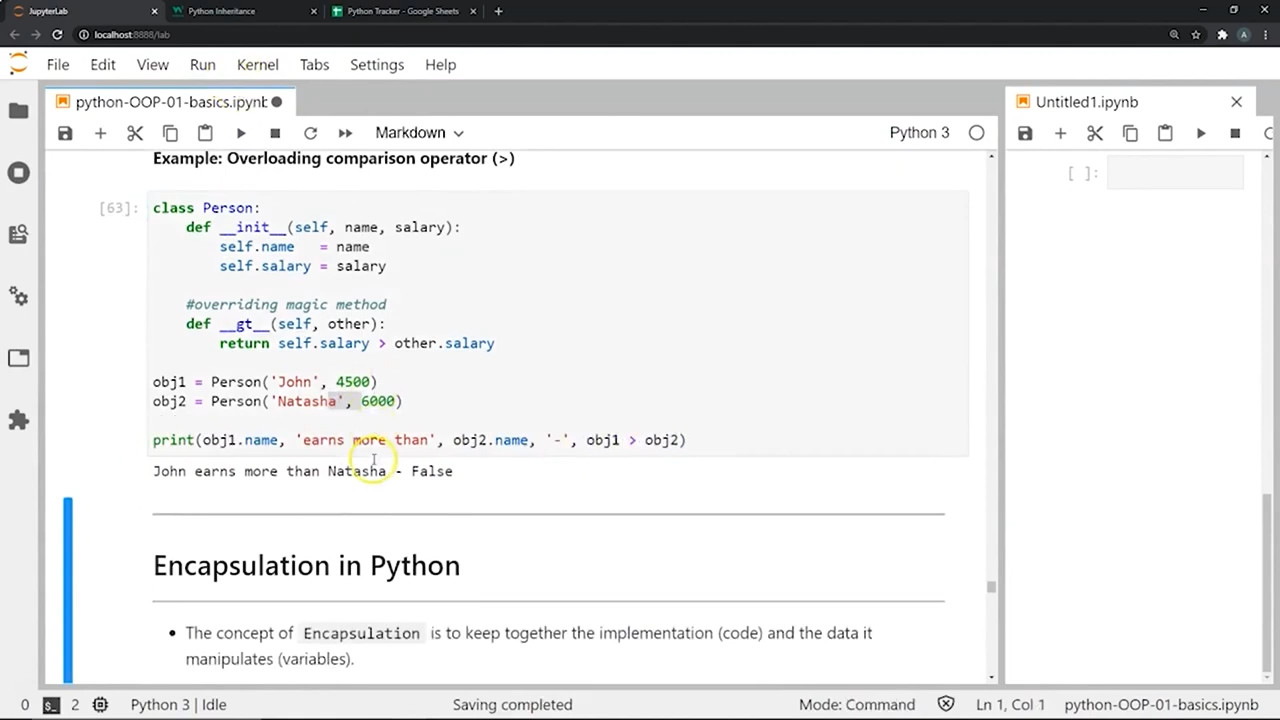 JupyterLab
Python Inheritance
Python Tracker - Google Sheets
localhost:8888/lab
A
File Edit View Run Kernel Tabs Settings Help
python-OOP-01-basics.ipynb
Untitled1.ipynb
Markdown
Python 3
Example: Overloading comparison operator (>)
[ ]:
[63]:
class Person:
def __init__(self, name, salary):
self.name = name
self.salary = salary
#overriding magic method
def __gt__(self, other):
return self.salary > other.salary
obj1 = Person('John', 4500)
obj2 = Person('Natasha', 6000)
print(obj1.name, 'earns more than', obj2.name, '-', obj1 > obj2)
John earns more than Natasha - False
Encapsulation in Python
• The concept of Encapsulation is to keep together the implementation (code) and the data it
manipulates (variables).
0 2 Python 3 | Idle Saving completed Mode: Command Ln 1, Col 1 python-OOP-01-basics.ipynb